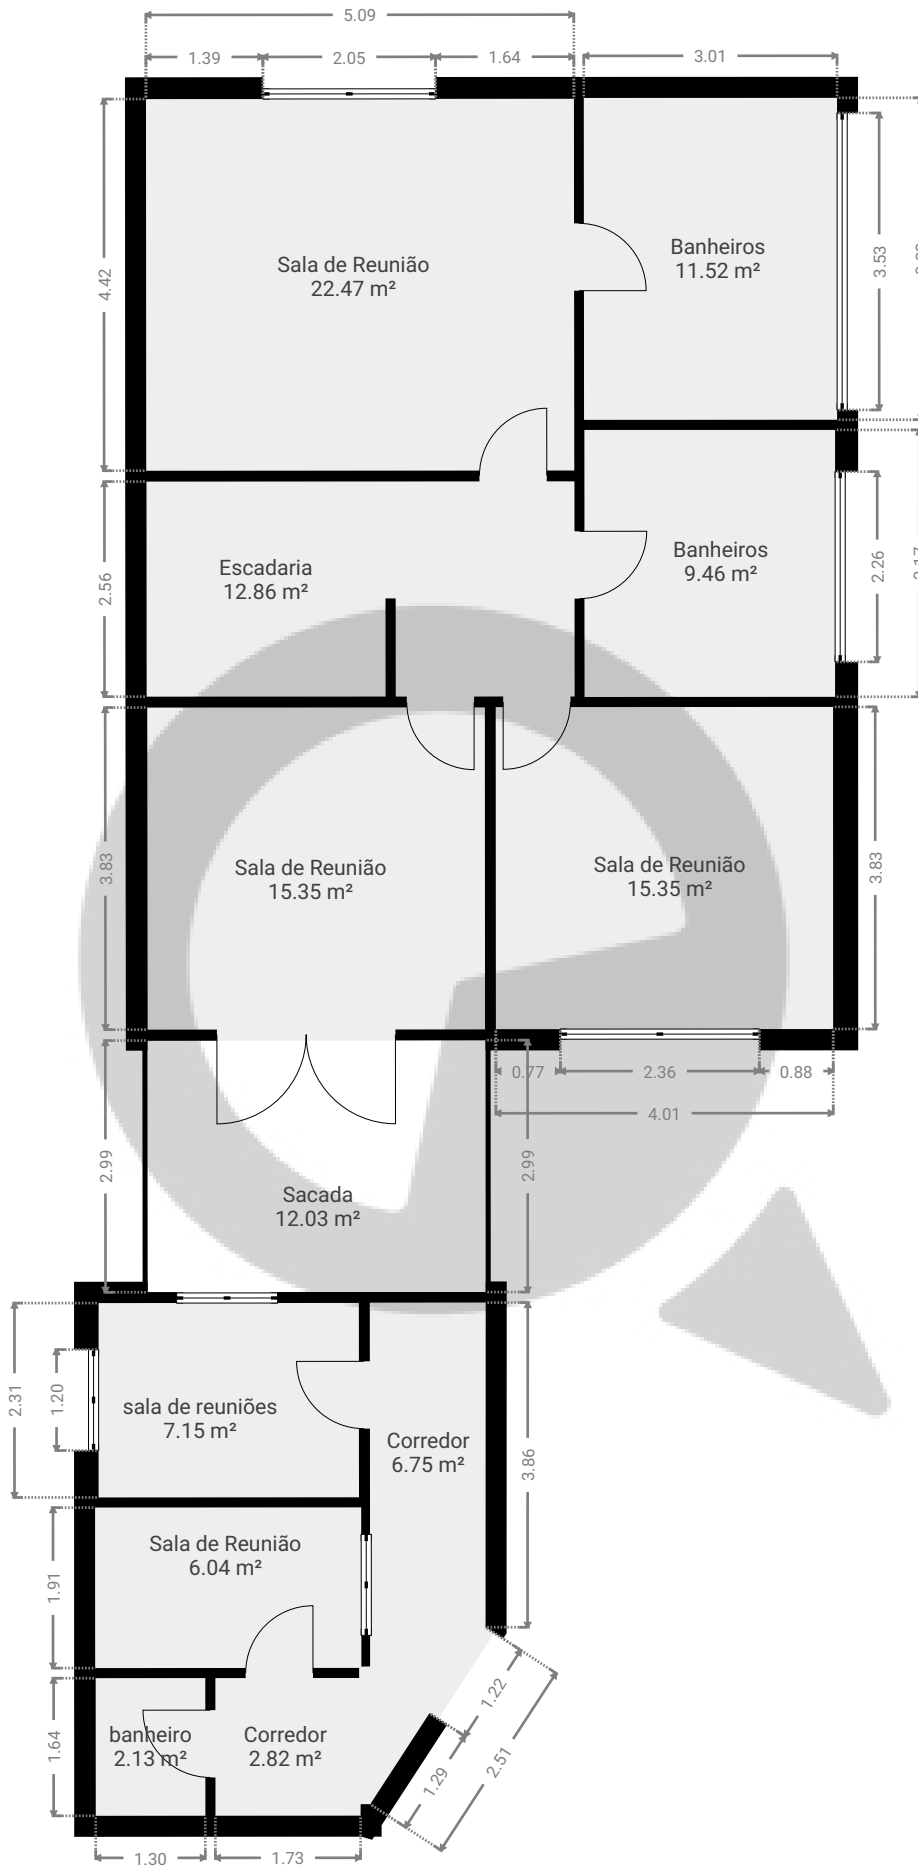 5.09
1.39
2.05
1.64
3.01
4.42
3.53
Sala de Reunião
22.47 m²
Banheiros
11.52 m²
2.56
Escadaria
12.86 m²
Banheiros
9.46 m²
2.26
3.83
Sala de Reunião
15.35 m²
Sala de Reunião
15.35 m²
3.83
0.77
2.36
0.88
4.01
2.99
2.99
Sacada
12.03 m²
2.31
1.20
sala de reuniões
7.15 m²
Corredor
6.75 m²
3.86
1.91
Sala de Reunião
6.04 m²
1.22
2.51
1.29
1.64
banheiro
2.13 m²
Corredor
2.82 m²
1.30
1.73